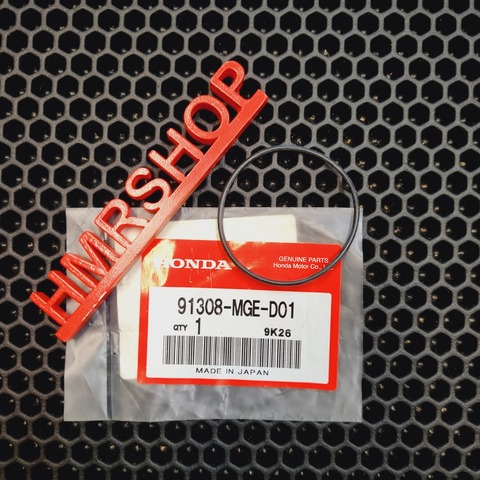 HMRSHOP
HONDA
GENUINE PARTS
Honda Motor Co.,
91308-MGE-D01
QTY 1 9K26
MADE IN JAPAN